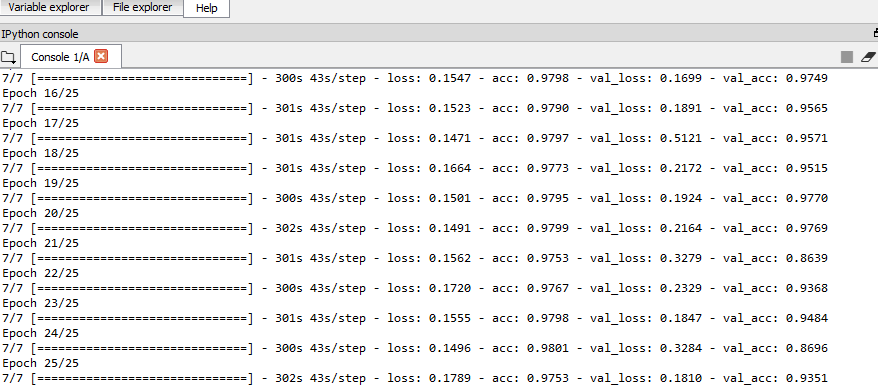 Variable explorer File explorer Help
IPython console
Console 1/A
7/7 [==============================] - 300s 43s/step - loss: 0.1547 - acc: 0.9798 - val_loss: 0.1699 - val_acc: 0.9749
Epoch 16/25
7/7 [==============================] - 301s 43s/step - loss: 0.1523 - acc: 0.9790 - val_loss: 0.1891 - val_acc: 0.9565
Epoch 17/25
7/7 [==============================] - 301s 43s/step - loss: 0.1471 - acc: 0.9797 - val_loss: 0.5121 - val_acc: 0.9571
Epoch 18/25
7/7 [==============================] - 301s 43s/step - loss: 0.1664 - acc: 0.9773 - val_loss: 0.2172 - val_acc: 0.9515
Epoch 19/25
7/7 [==============================] - 300s 43s/step - loss: 0.1501 - acc: 0.9795 - val_loss: 0.1924 - val_acc: 0.9770
Epoch 20/25
7/7 [==============================] - 302s 43s/step - loss: 0.1491 - acc: 0.9799 - val_loss: 0.2164 - val_acc: 0.9769
Epoch 21/25
7/7 [==============================] - 301s 43s/step - loss: 0.1562 - acc: 0.9753 - val_loss: 0.3279 - val_acc: 0.8639
Epoch 22/25
7/7 [==============================] - 300s 43s/step - loss: 0.1720 - acc: 0.9767 - val_loss: 0.2329 - val_acc: 0.9368
Epoch 23/25
7/7 [==============================] - 301s 43s/step - loss: 0.1555 - acc: 0.9798 - val_loss: 0.1847 - val_acc: 0.9484
Epoch 24/25
7/7 [==============================] - 300s 43s/step - loss: 0.1496 - acc: 0.9801 - val_loss: 0.3284 - val_acc: 0.8696
Epoch 25/25
7/7 [==============================] - 302s 43s/step - loss: 0.1789 - acc: 0.9753 - val_loss: 0.1810 - val_acc: 0.9351